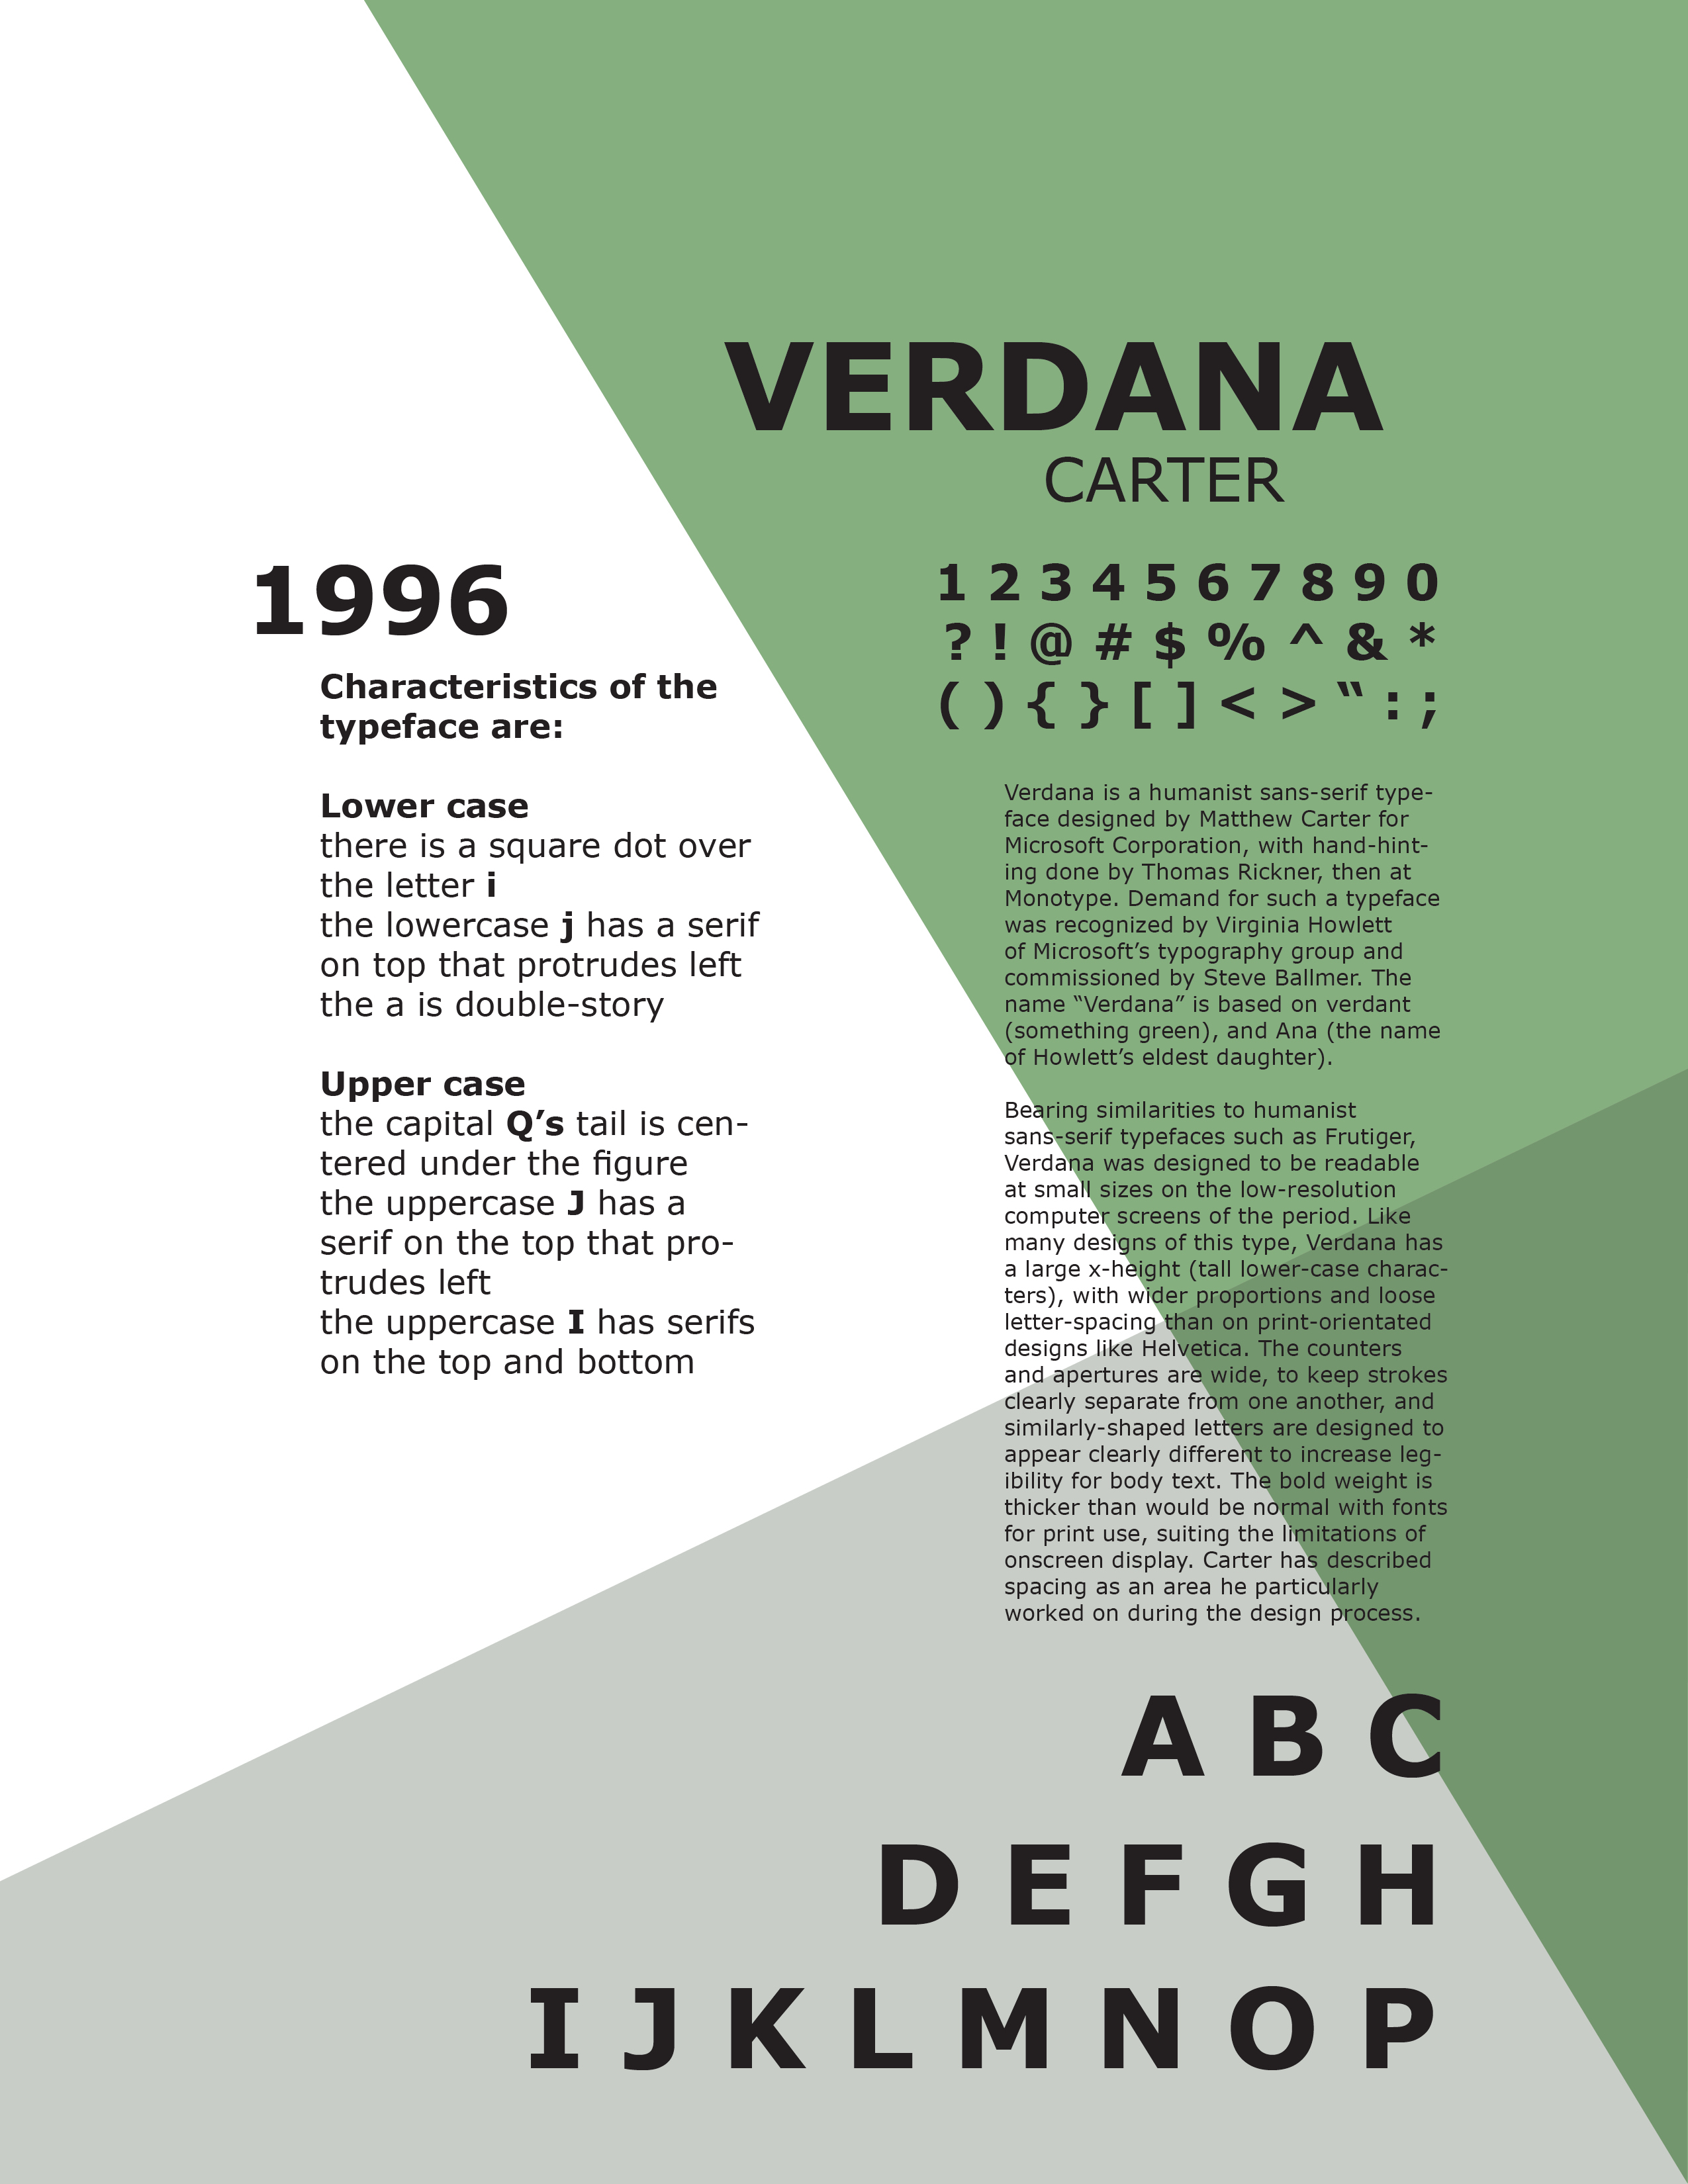 VERDANA
CARTER
1996
Characteristics of the
typeface are:
Lower case
there is a square dot over
the letter i
the lowercase j has a serif
on top that protrudes left
the a is double-story
Upper case
the capital Q’s tail is cen-
tered under the figure
the uppercase J has a
serif on the top that pro-
trudes left
the uppercase I has serifs
on the top and bottom
1 2 3 4 5 6 7 8 9 0
? ! @ # $ % ^ & *
( ) { } [ ] < > “ : ;
Verdana is a humanist sans-serif type-
face designed by Matthew Carter for
Microsoft Corporation, with hand-hint-
ing done by Thomas Rickner, then at
Monotype. Demand for such a typeface
was recognized by Virginia Howlett
of Microsoft’s typography group and
commissioned by Steve Ballmer. The
name “Verdana” is based on verdant
(something green), and Ana (the name
of Howlett’s eldest daughter).
Bearing similarities to humanist
sans-serif typefaces such as Frutiger,
Verdana was designed to be readable
at small sizes on the low-resolution
computer screens of the period. Like
many designs of this type, Verdana has
a large x-height (tall lower-case charac-
ters), with wider proportions and loose
letter-spacing than on print-orientated
designs like Helvetica. The counters
and apertures are wide, to keep strokes
clearly separate from one another, and
similarly-shaped letters are designed to
appear clearly different to increase leg-
ibility for body text. The bold weight is
thicker than would be normal with fonts
for print use, suiting the limitations of
onscreen display. Carter has described
spacing as an area he particularly
worked on during the design process.
A B C
D E F G H
I J K L M N O P